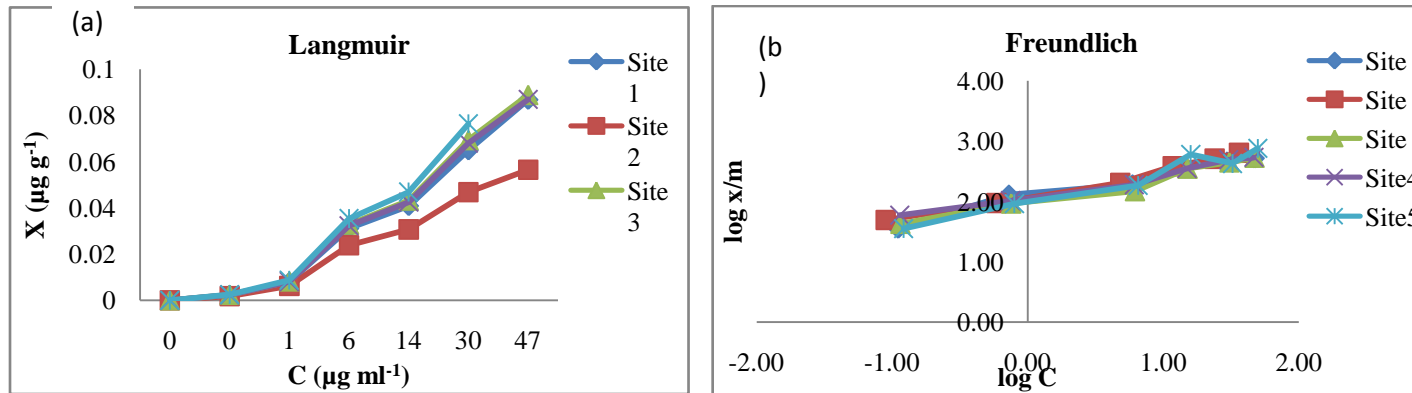 (a)
Langmuir
0.1
0.08
0.06
0.04
0.02
0
X (µg g-1)
0 0 1 6 14 30 47
C (µg ml-1)
Site
1
Site
2
Site
3
(b
)
Freundlich
4.00
3.00
2.00
1.00
0.00
log x/m
-2.00 -1.00 0.00 1.00 2.00
log C
Site
Site
Site
Site4
Site5